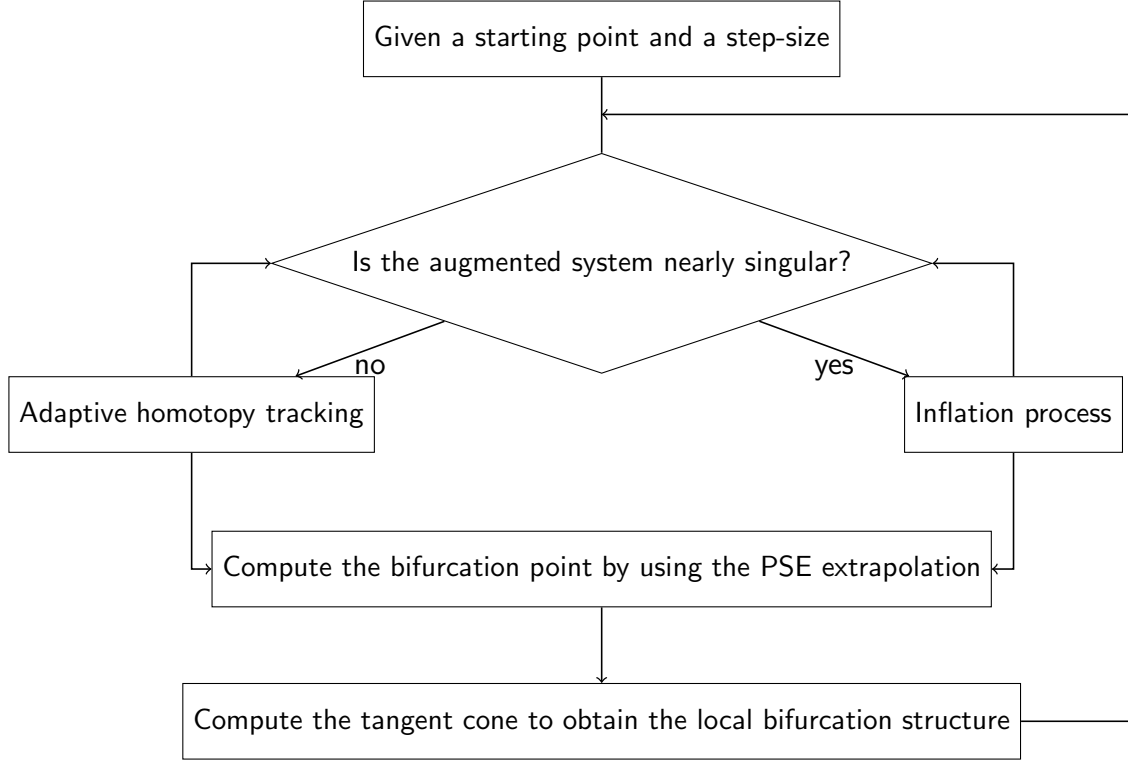 Given a starting point and a step-size
Is the augmented system nearly singular?
no
yes
Adaptive homotopy tracking
Inflation process
Compute the bifurcation point by using the PSE extrapolation
Compute the tangent cone to obtain the local bifurcation structure